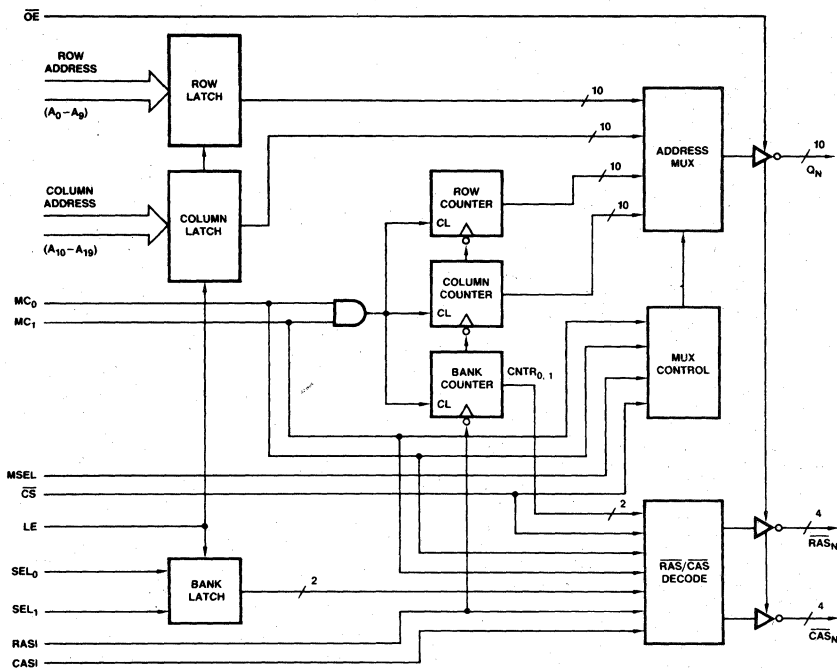 OE
ROW
ADDRESS
(A0–A9)
ROW
LATCH
10
10
ADDRESS
MUX
10
QN
COLUMN
ADDRESS
(A10–A19)
COLUMN
LATCH
ROW
COUNTER
CL
10
10
MC0
MC1
COLUMN
COUNTER
CL
BANK
COUNTER
CL
CNTR0, 1
MUX
CONTROL
MSEL
CS
LE
2
SEL0
SEL1
BANK
LATCH
2
RAS/CAS
DECODE
4
RASN
4
CASN
RASI
CASI